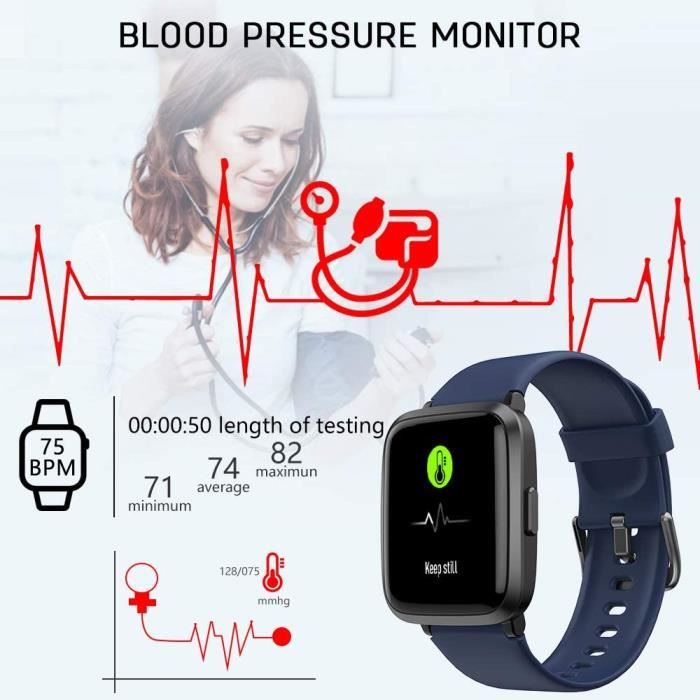 BLOOD PRESSURE MONITOR
75
BPM
00:00:50 length of testing
71
minimum
74
average
82
maximun
128/075
mmhg
Keep still